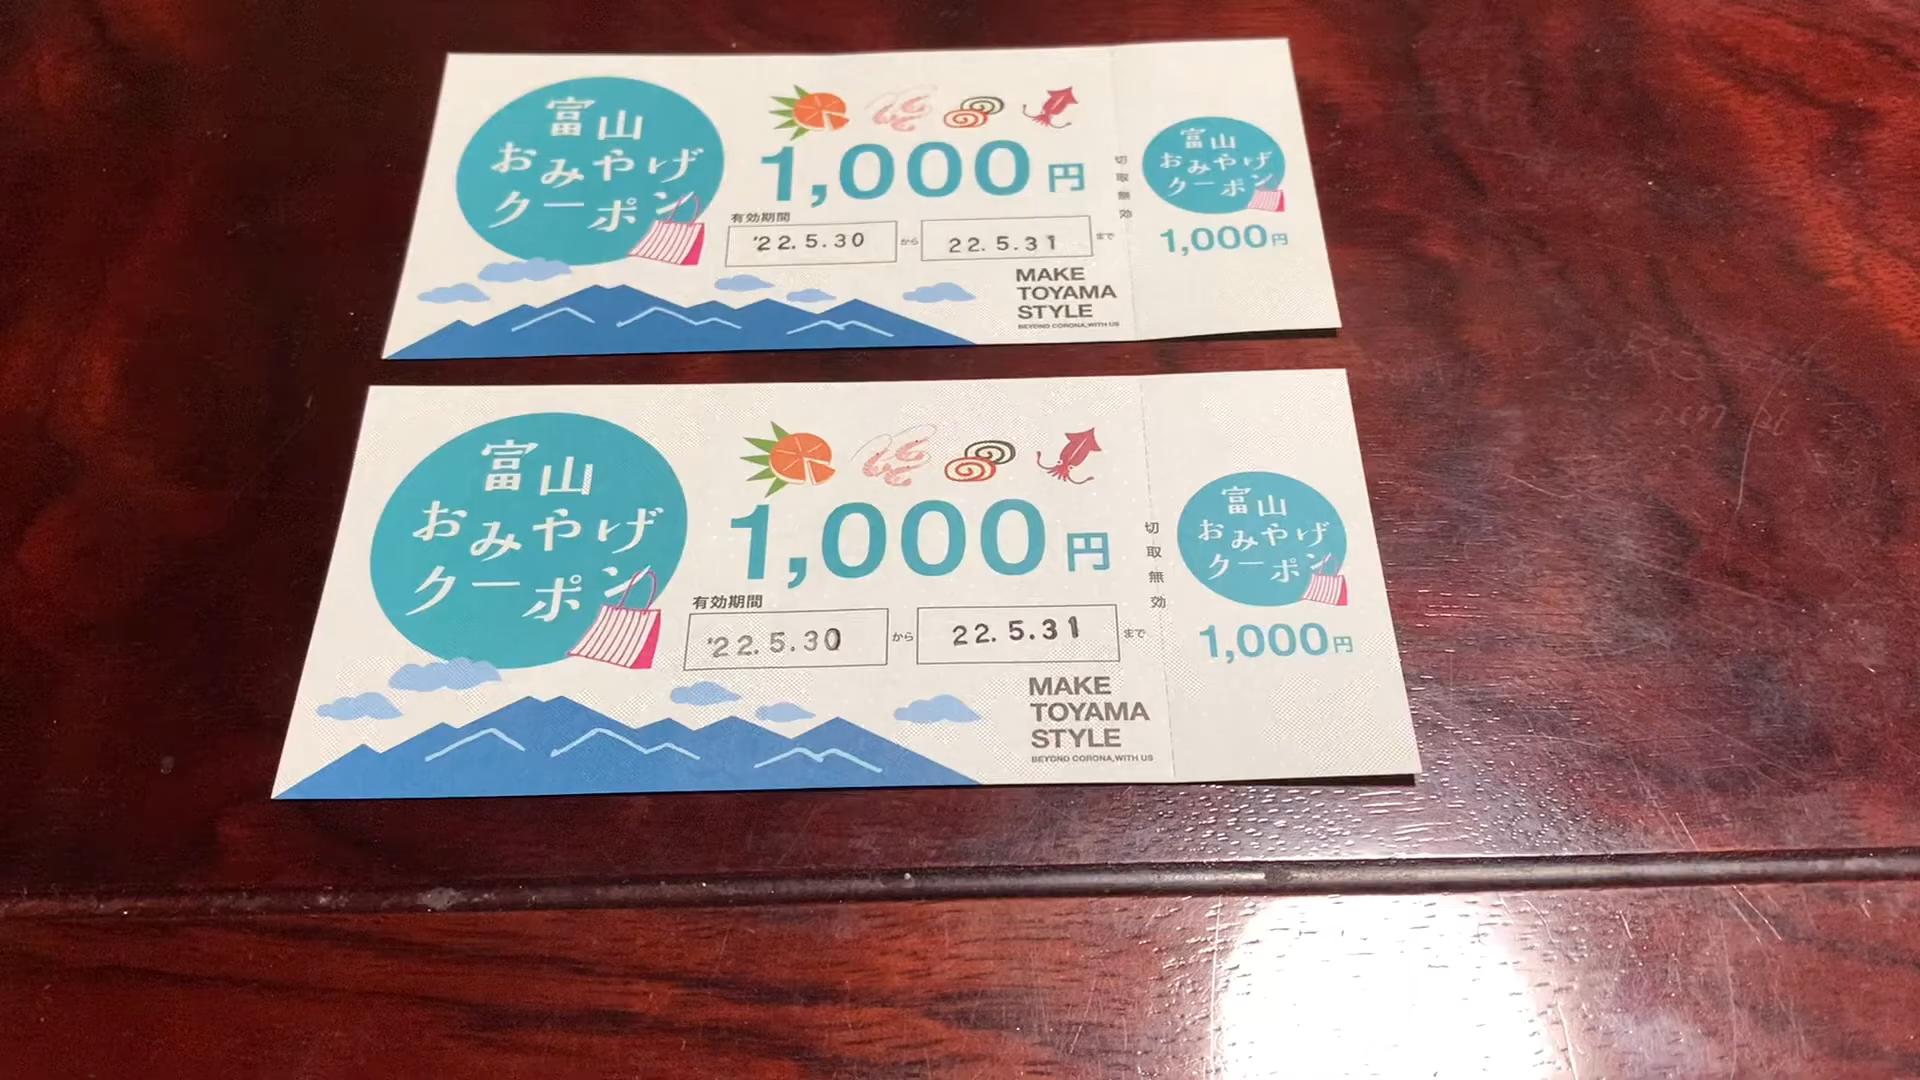 富山
おみやげ
クーポン
1,000円
有効期間
'22.5.30 から 22.5.31 まで
MAKE
TOYAMA
STYLE
BEYOND CORONA, WITH US
切取無効
富山
おみやげ
クーポン
1,000円
富山
おみやげ
クーポン
1,000円
有効期間
'22.5.30 から 22.5.31 まで
MAKE
TOYAMA
STYLE
BEYOND CORONA, WITH US
切取無効
富山
おみやげ
クーポン
1,000円